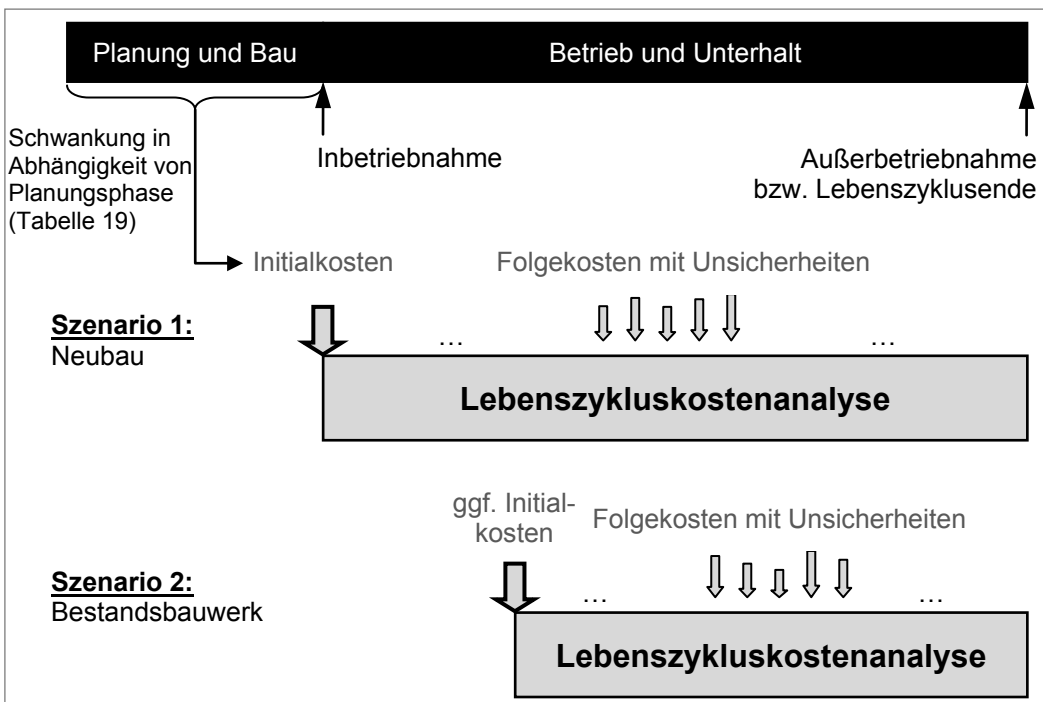 Planung und Bau
Betrieb und Unterhalt
Schwankung in
Abhängigkeit von
Planungsphase
(Tabelle 19)
Inbetriebnahme
Außerbetriebnahme
bzw. Lebenszyklusende
Initialkosten
Folgekosten mit Unsicherheiten
Szenario 1:
Neubau
...
...
Lebenszykluskostenanalyse
ggf. Initial-
kosten
Folgekosten mit Unsicherheiten
Szenario 2:
Bestandsbauwerk
...
...
Lebenszykluskostenanalyse